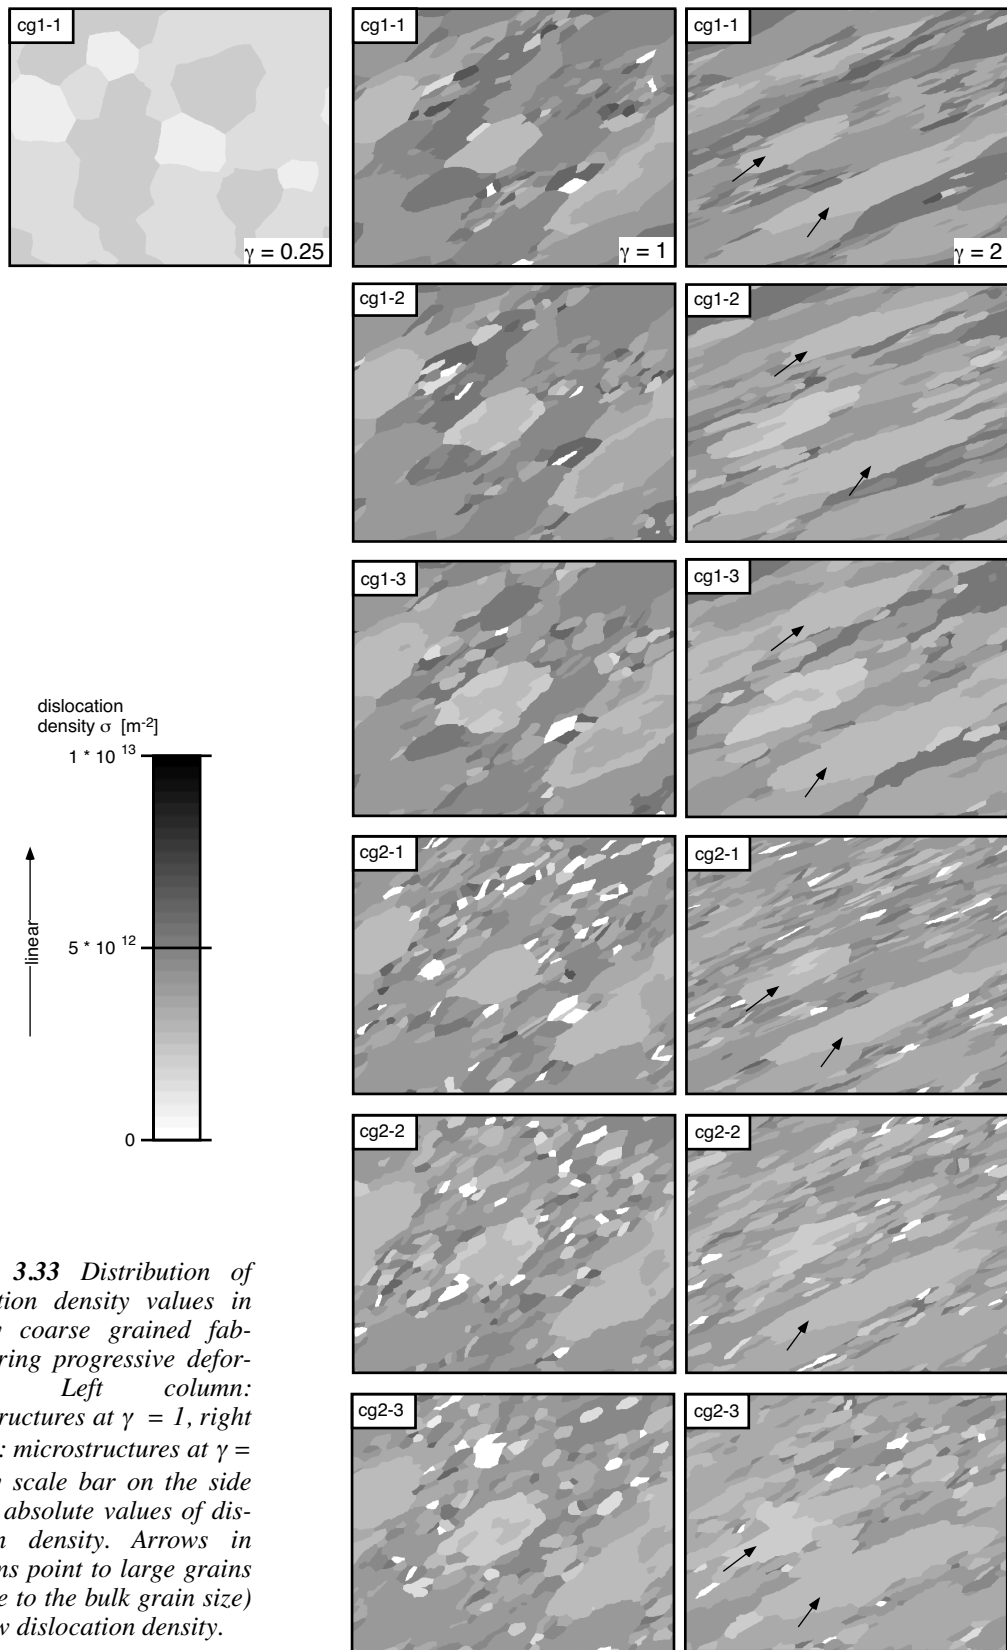 cg1-1
γ = 0.25
cg1-1
γ = 1
cg1-1
γ = 2
cg1-2
cg1-2
cg1-3
cg1-3
dislocation
density σ [m-2]
1 * 10 13
linear
5 * 10 12
0
cg2-1
cg2-1
cg2-2
cg2-2
cg2-3
cg2-3
3.33 Distribution of
tion density values in
y coarse grained fab-
ring progressive defor-
Left column:
ructures at γ = 1, right
: microstructures at γ =
y scale bar on the side
absolute values of dis-
n density. Arrows in
ns point to large grains
e to the bulk grain size)
w dislocation density.